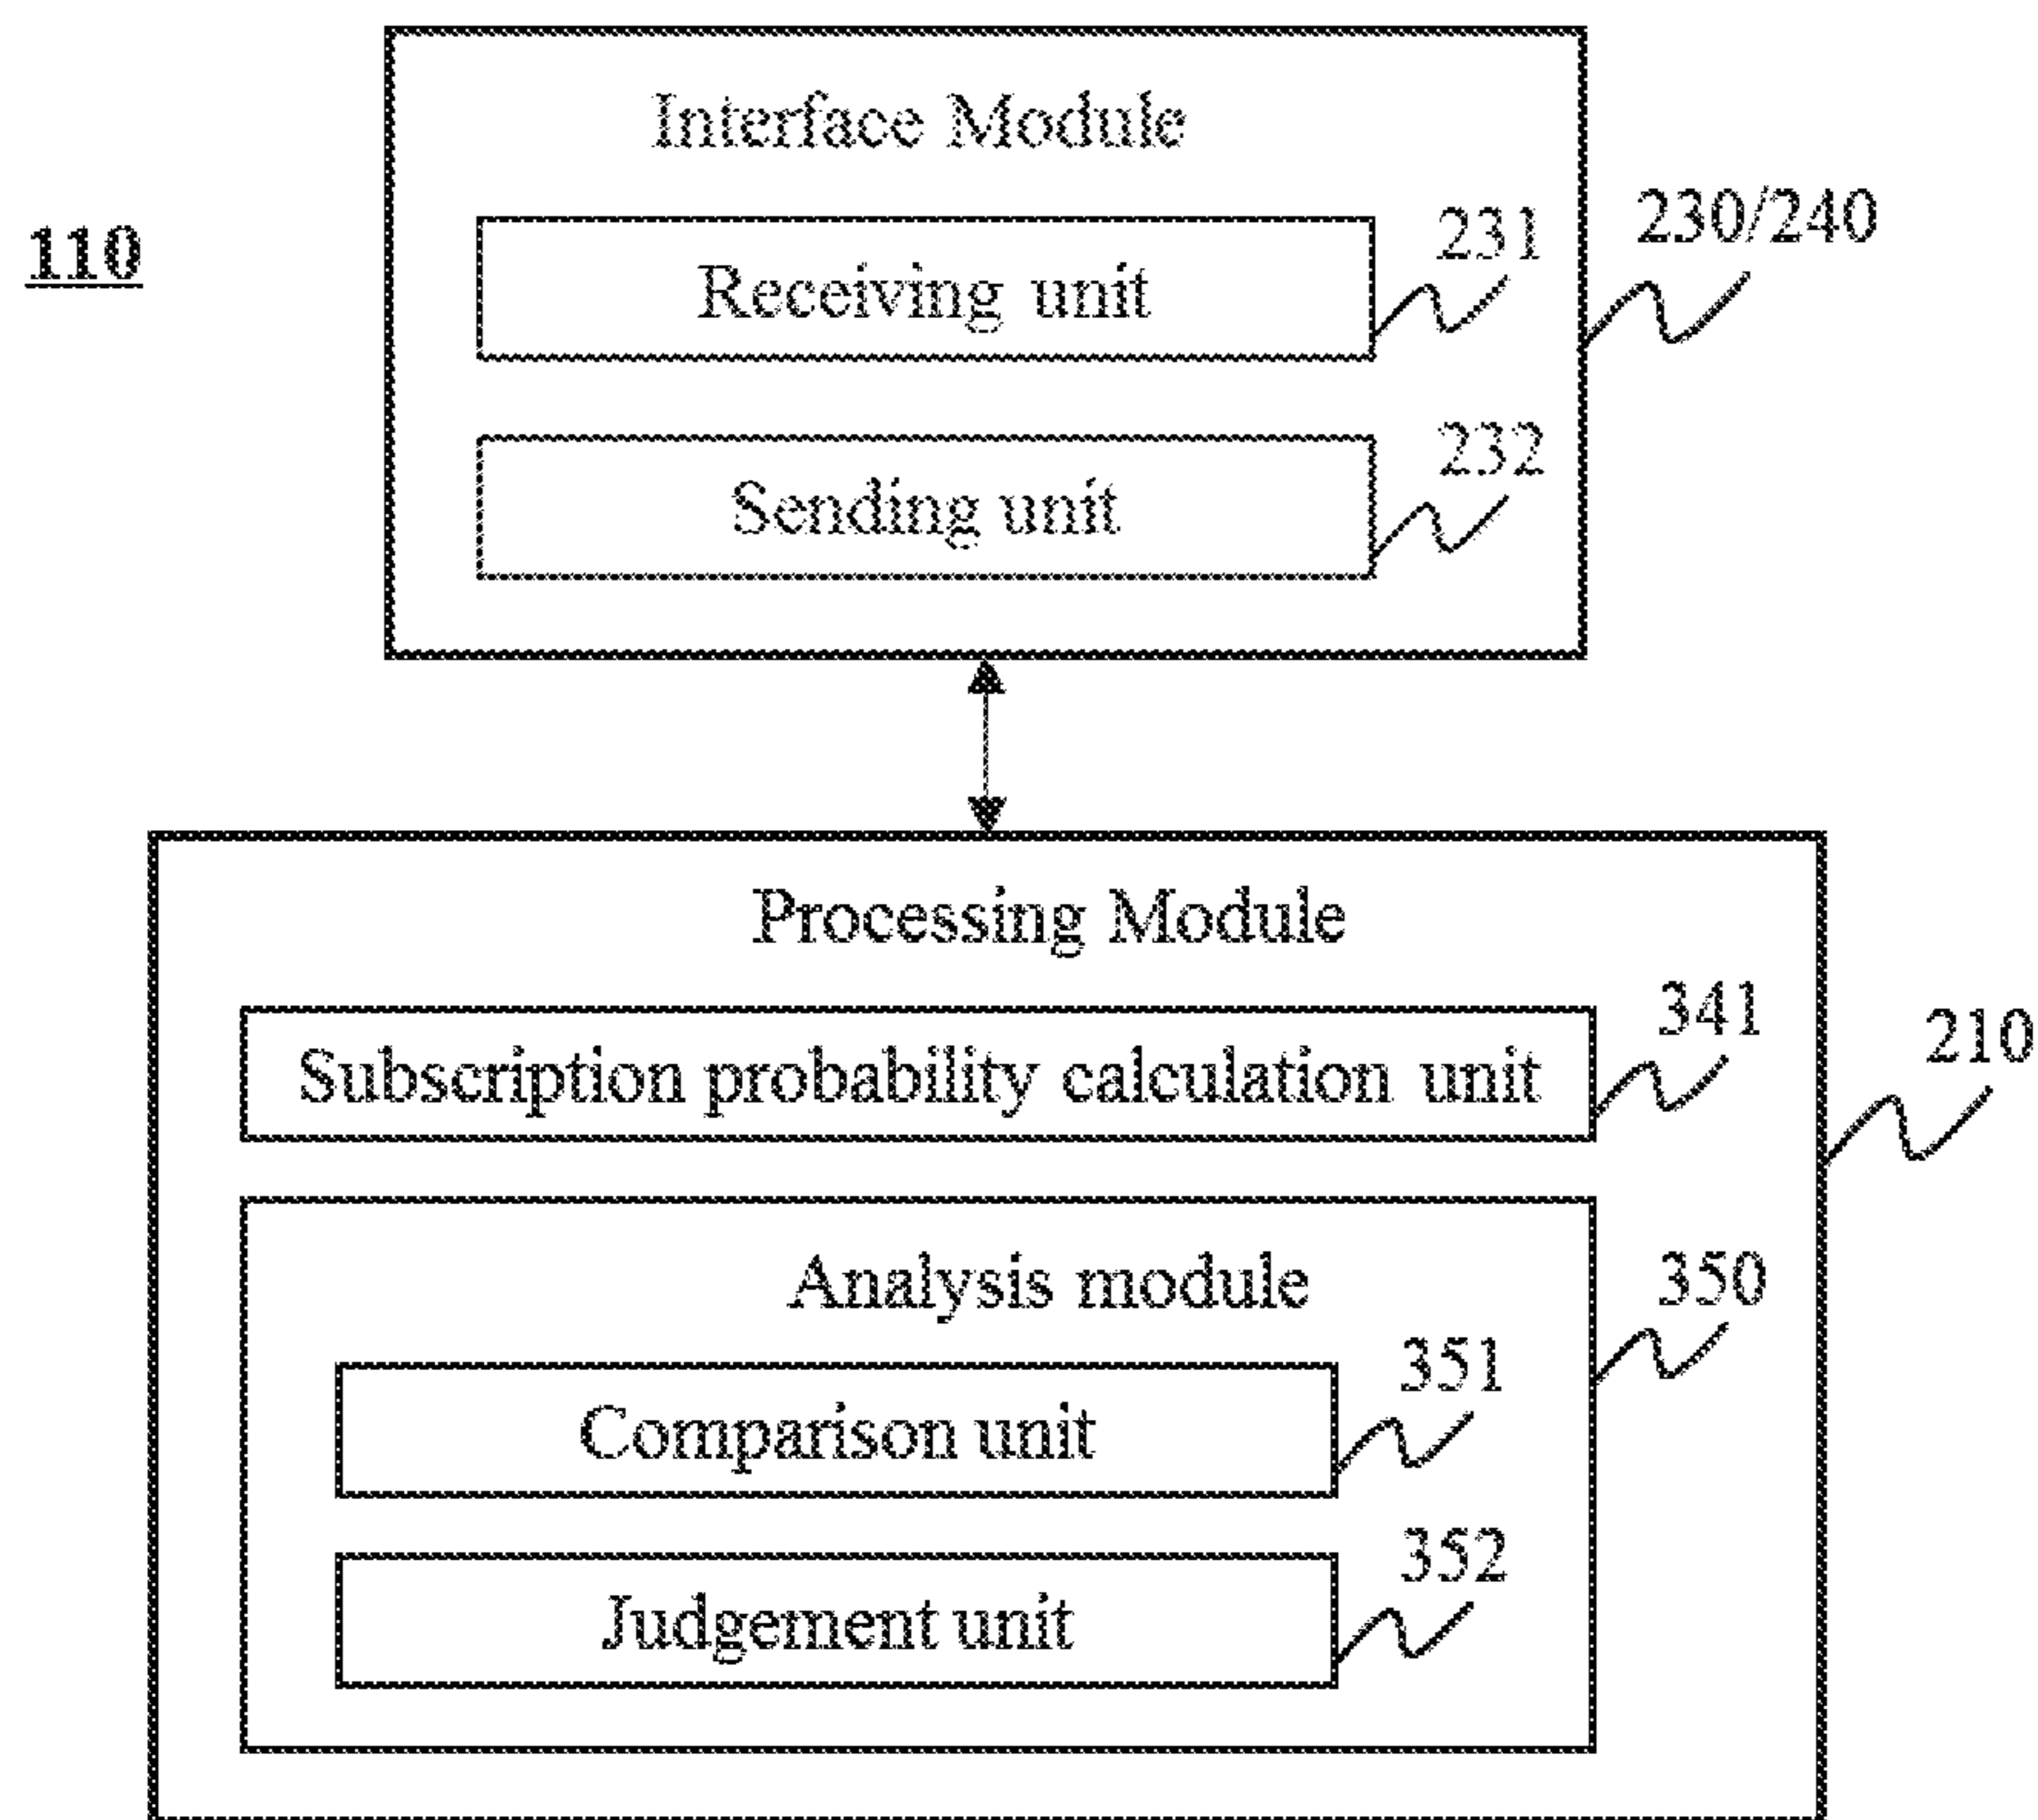 Interface Module
110
230/240
231
Receiving unit
232
Sending unit
Processing Module
341
210
Subscription probability calculation unit
Analysis module
350
351
Comparison unit
352
Judgement unit